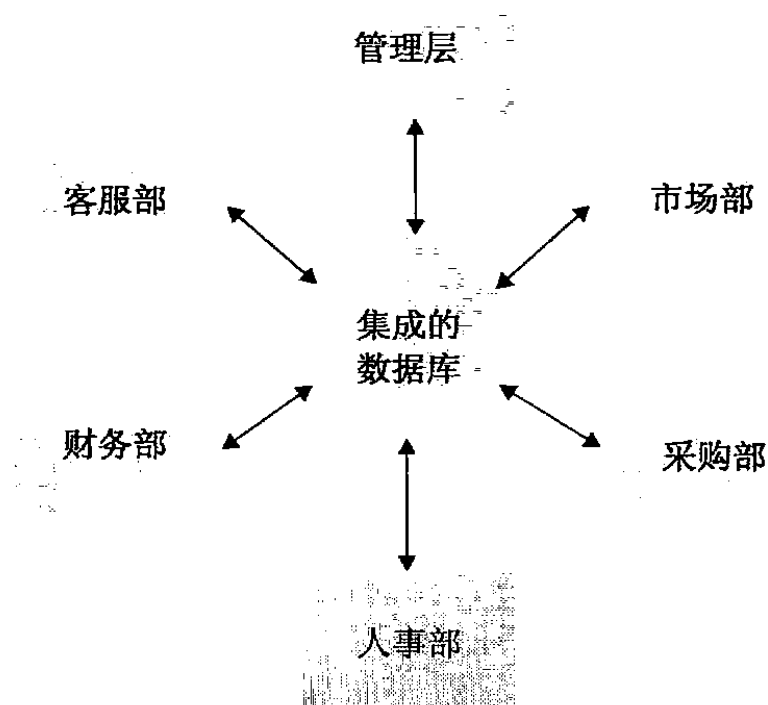 管理层
客服部
市场部
集成的
数据库
财务部
采购部
人事部